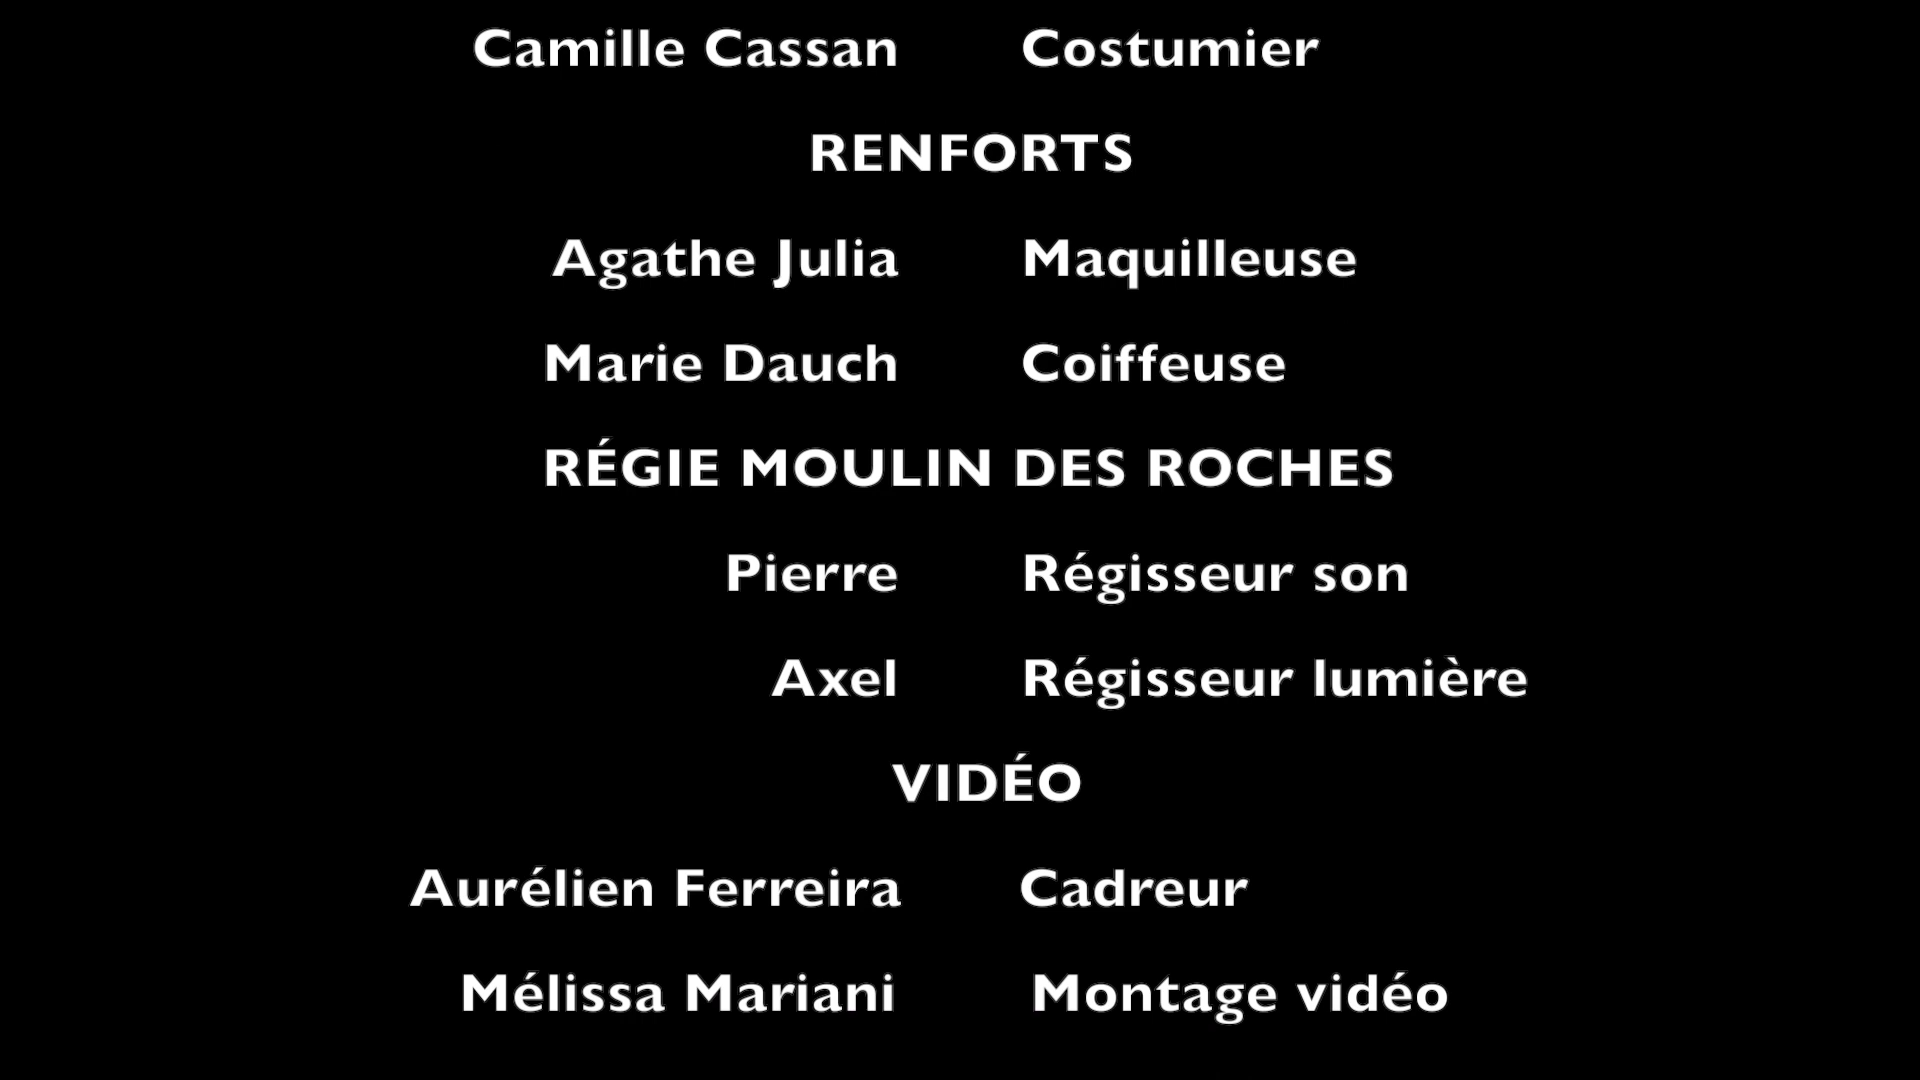 Camille Cassan Costumier
RENFORTS
Agathe Julia Maquilleuse
Marie Dauch Coiffeuse
RÉGIE MOULIN DES ROCHES
Pierre Régisseur son
Axel Régisseur lumière
VIDÉO
Aurélien Ferreira Cadreur
Mélissa Mariani Montage vidéo